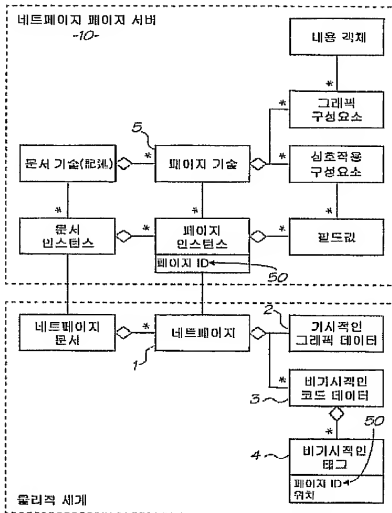 네트페이지 페이지 서버
-10-
내용 객체
*
그래픽
구성요소
5
*
문서 기술(記述)
*
페이지 기술
*
상호작용
구성요소
*
*
*
문서
인스턴스
*
페이지
인스턴스
*
필드값
페이지 ID
50
네트페이지
문서
*
네트페이지
1
2
가시적인
그래픽 데이터
*
비가시적인
코드 데이터
3
50
*
4
비가시적인
태그
페이지 ID
위치
물리적 세계